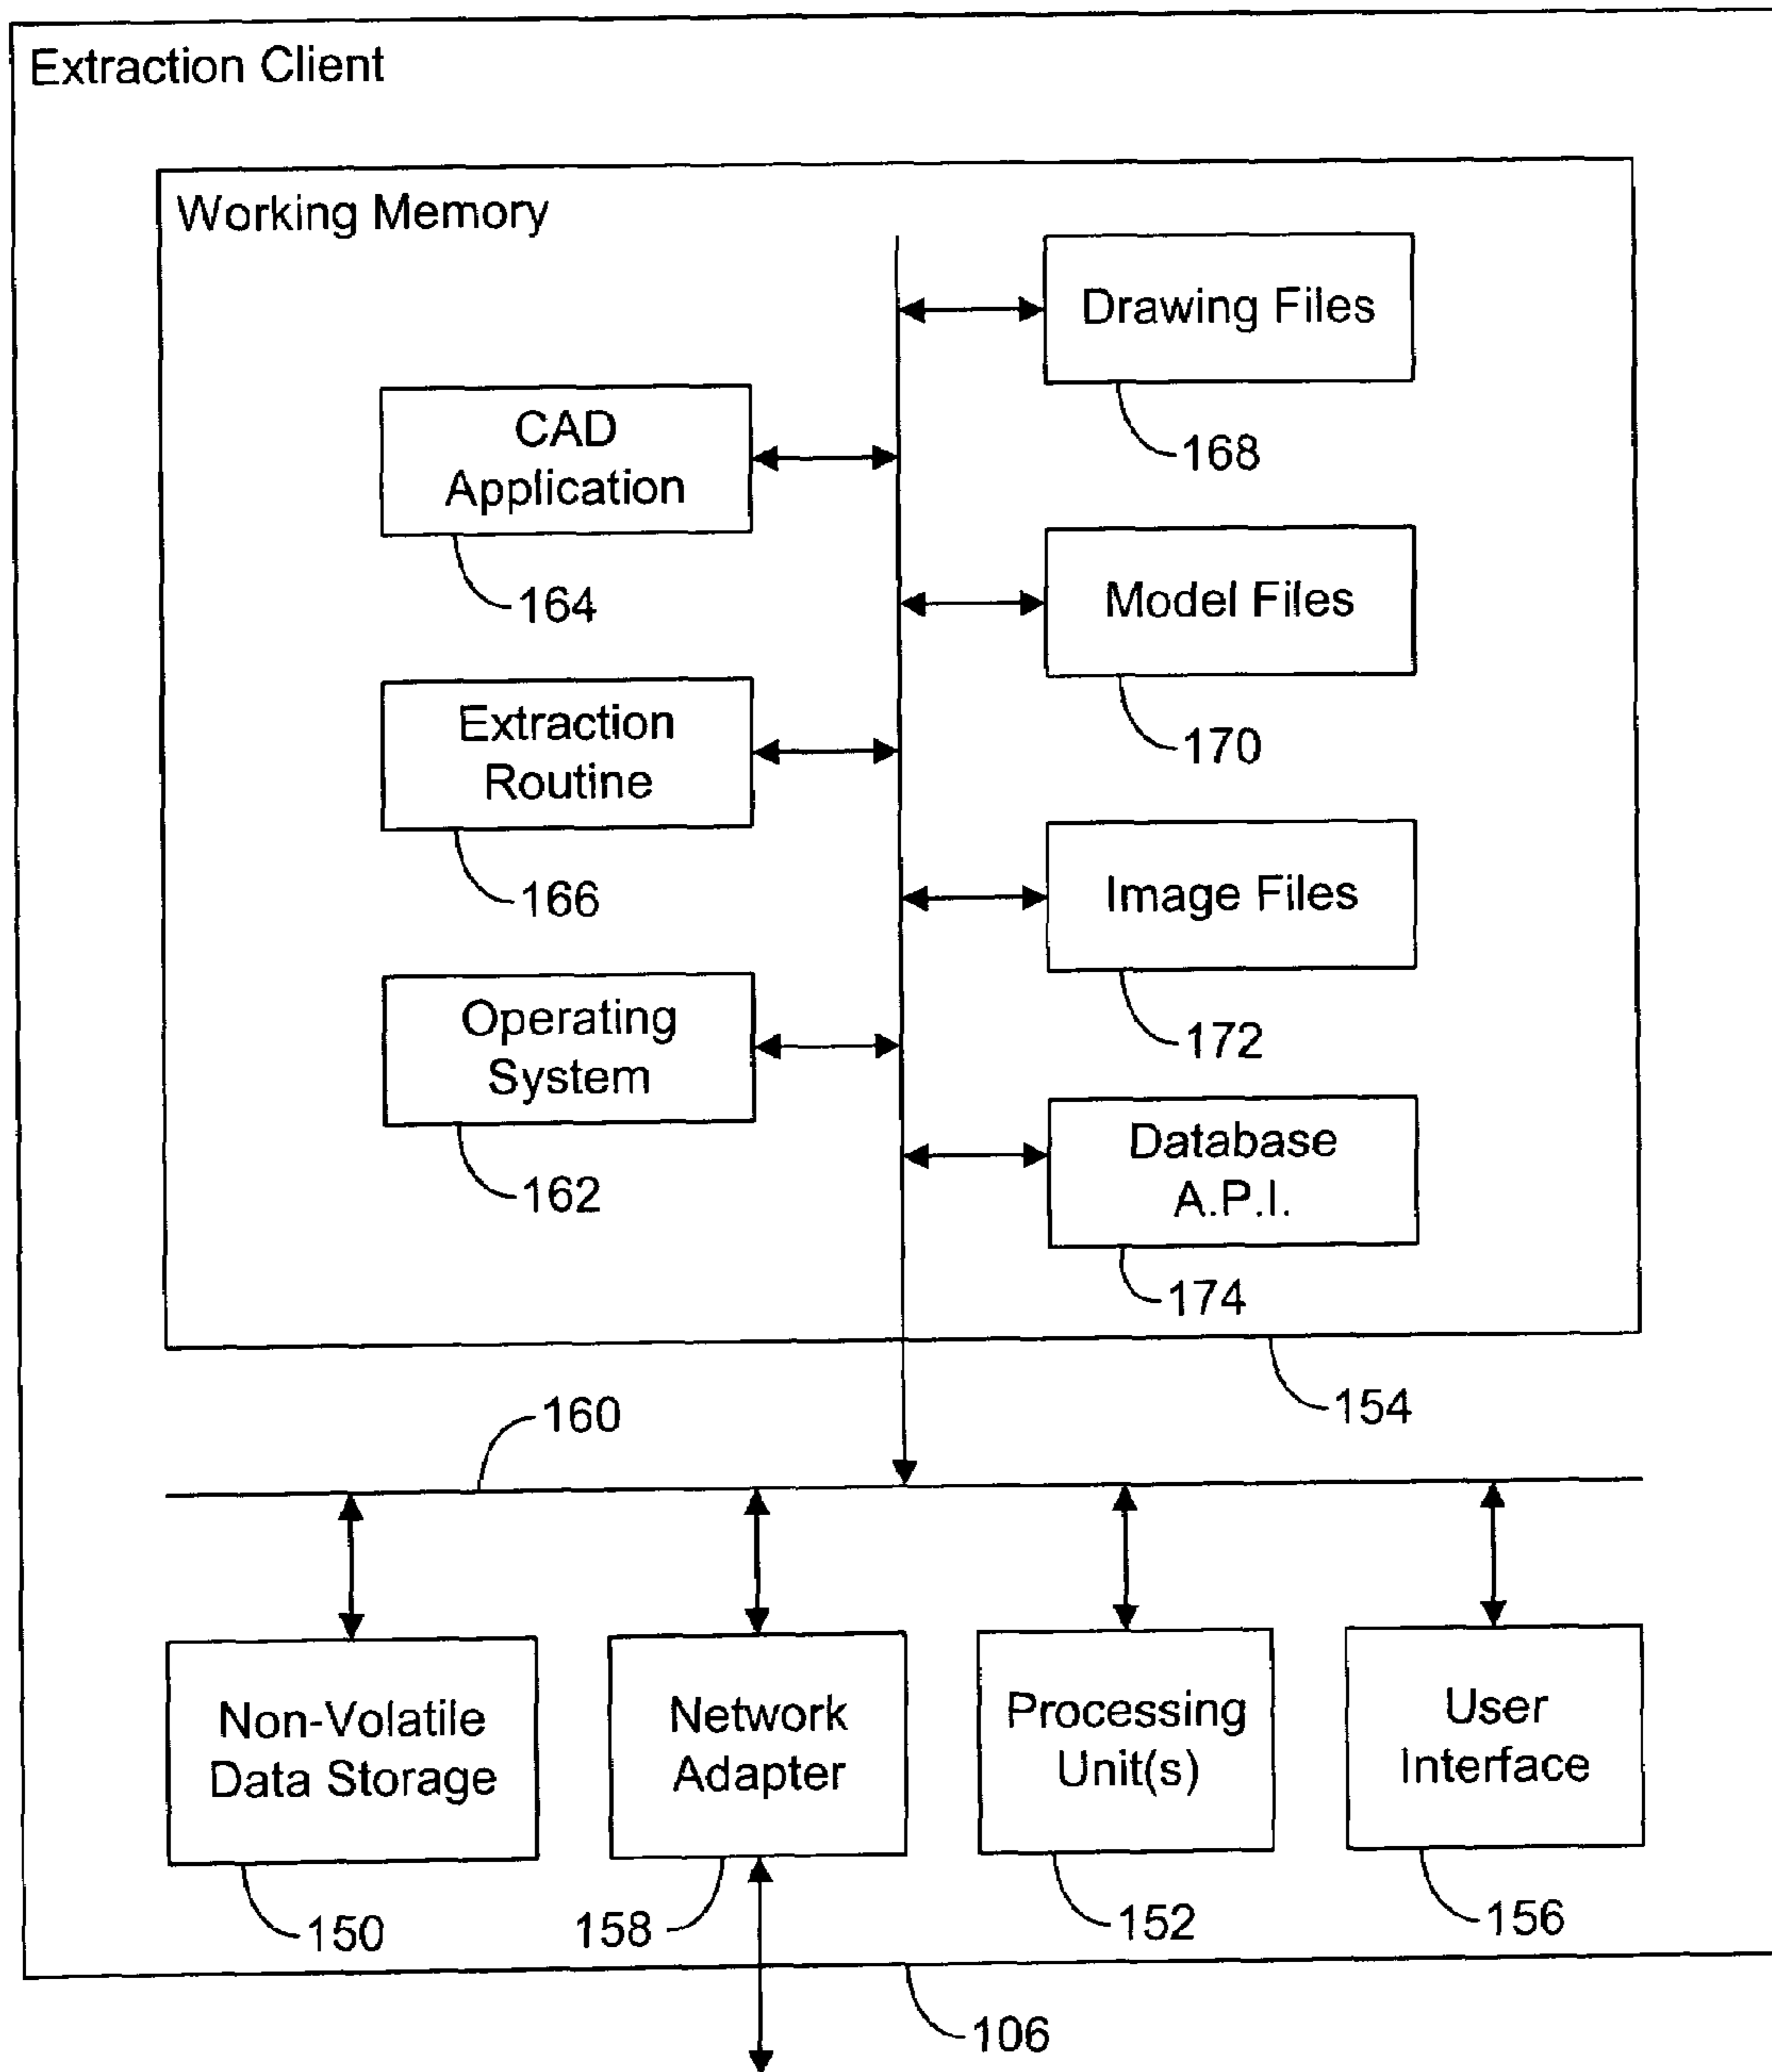 Extraction Client
Working Memory
Drawing Files
168
CAD
Application
164
Model Files
170
Extraction
Routine
166
Image Files
172
Operating
System
162
Database
A.P.I.
174
154
160
Non-Volatile
Data Storage
150
Network
Adapter
158
Processing
Unit(s)
152
User
Interface
156
106